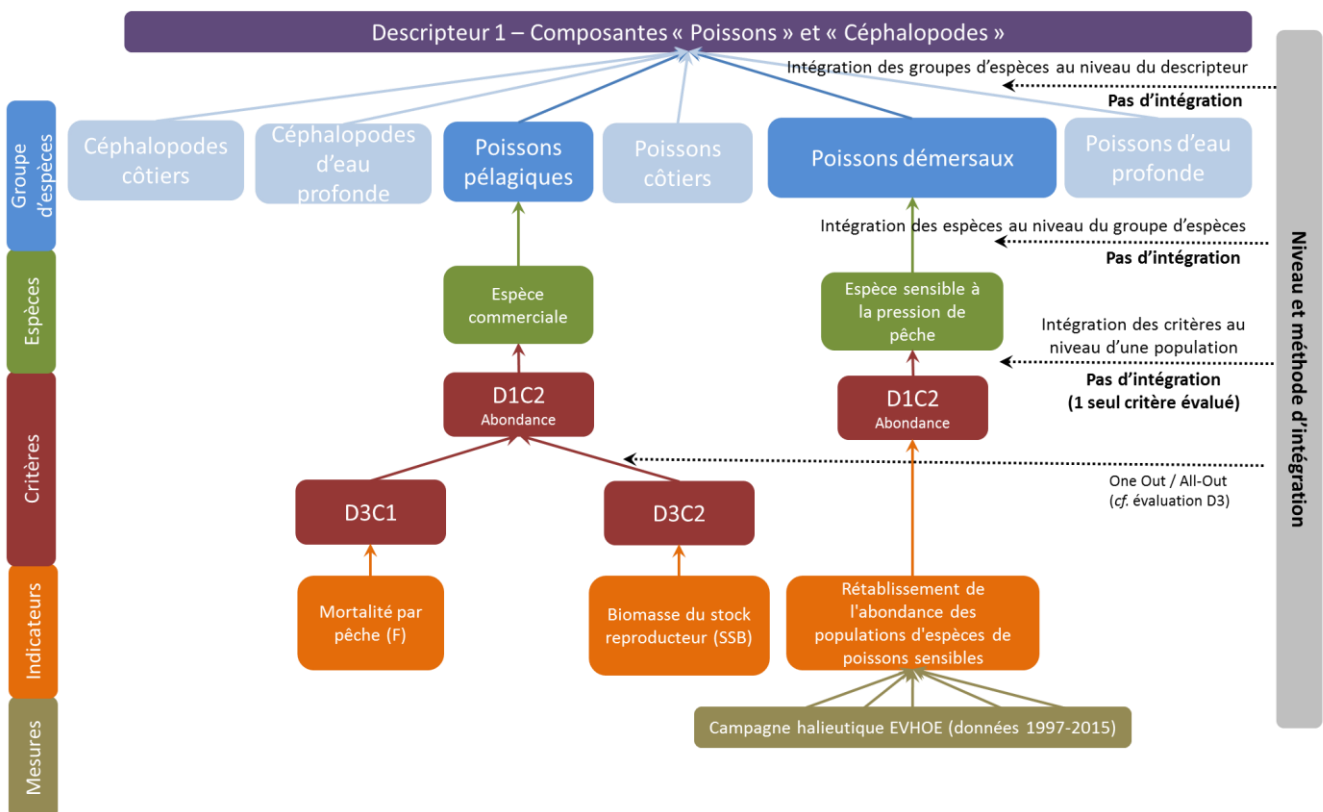 Descripteur 1 – Composantes « Poissons » et « Céphalopodes »
Intégration des groupes d'espèces au niveau du descripteur
Pas d'intégration
Groupe
d'espèces
Céphalopodes
côtiers
Céphalopodes
d'eau
profonde
Poissons
pélagiques
Poissons
côtiers
Poissons démersaux
Poissons d'eau
profonde
Intégration des espèces au niveau du groupe d'espèces
Pas d'intégration
Niveau et méthode d'intégration
Espèces
Espèce
commerciale
Espèce sensible à
la pression de
pêche
Intégration des critères au
niveau d'une population
Pas d'intégration
(1 seul critère évalué)
Critères
D1C2
Abondance
D1C2
Abondance
One Out / All-Out
(cf. évaluation D3)
D3C1
D3C2
Indicateurs
Mortalité par
pêche (F)
Biomasse du stock
reproducteur (SSB)
Rétablissement de
l'abondance des
populations d'espèces de
poissons sensibles
Mesures
Campagne halieutique EVHOE (données 1997-2015)